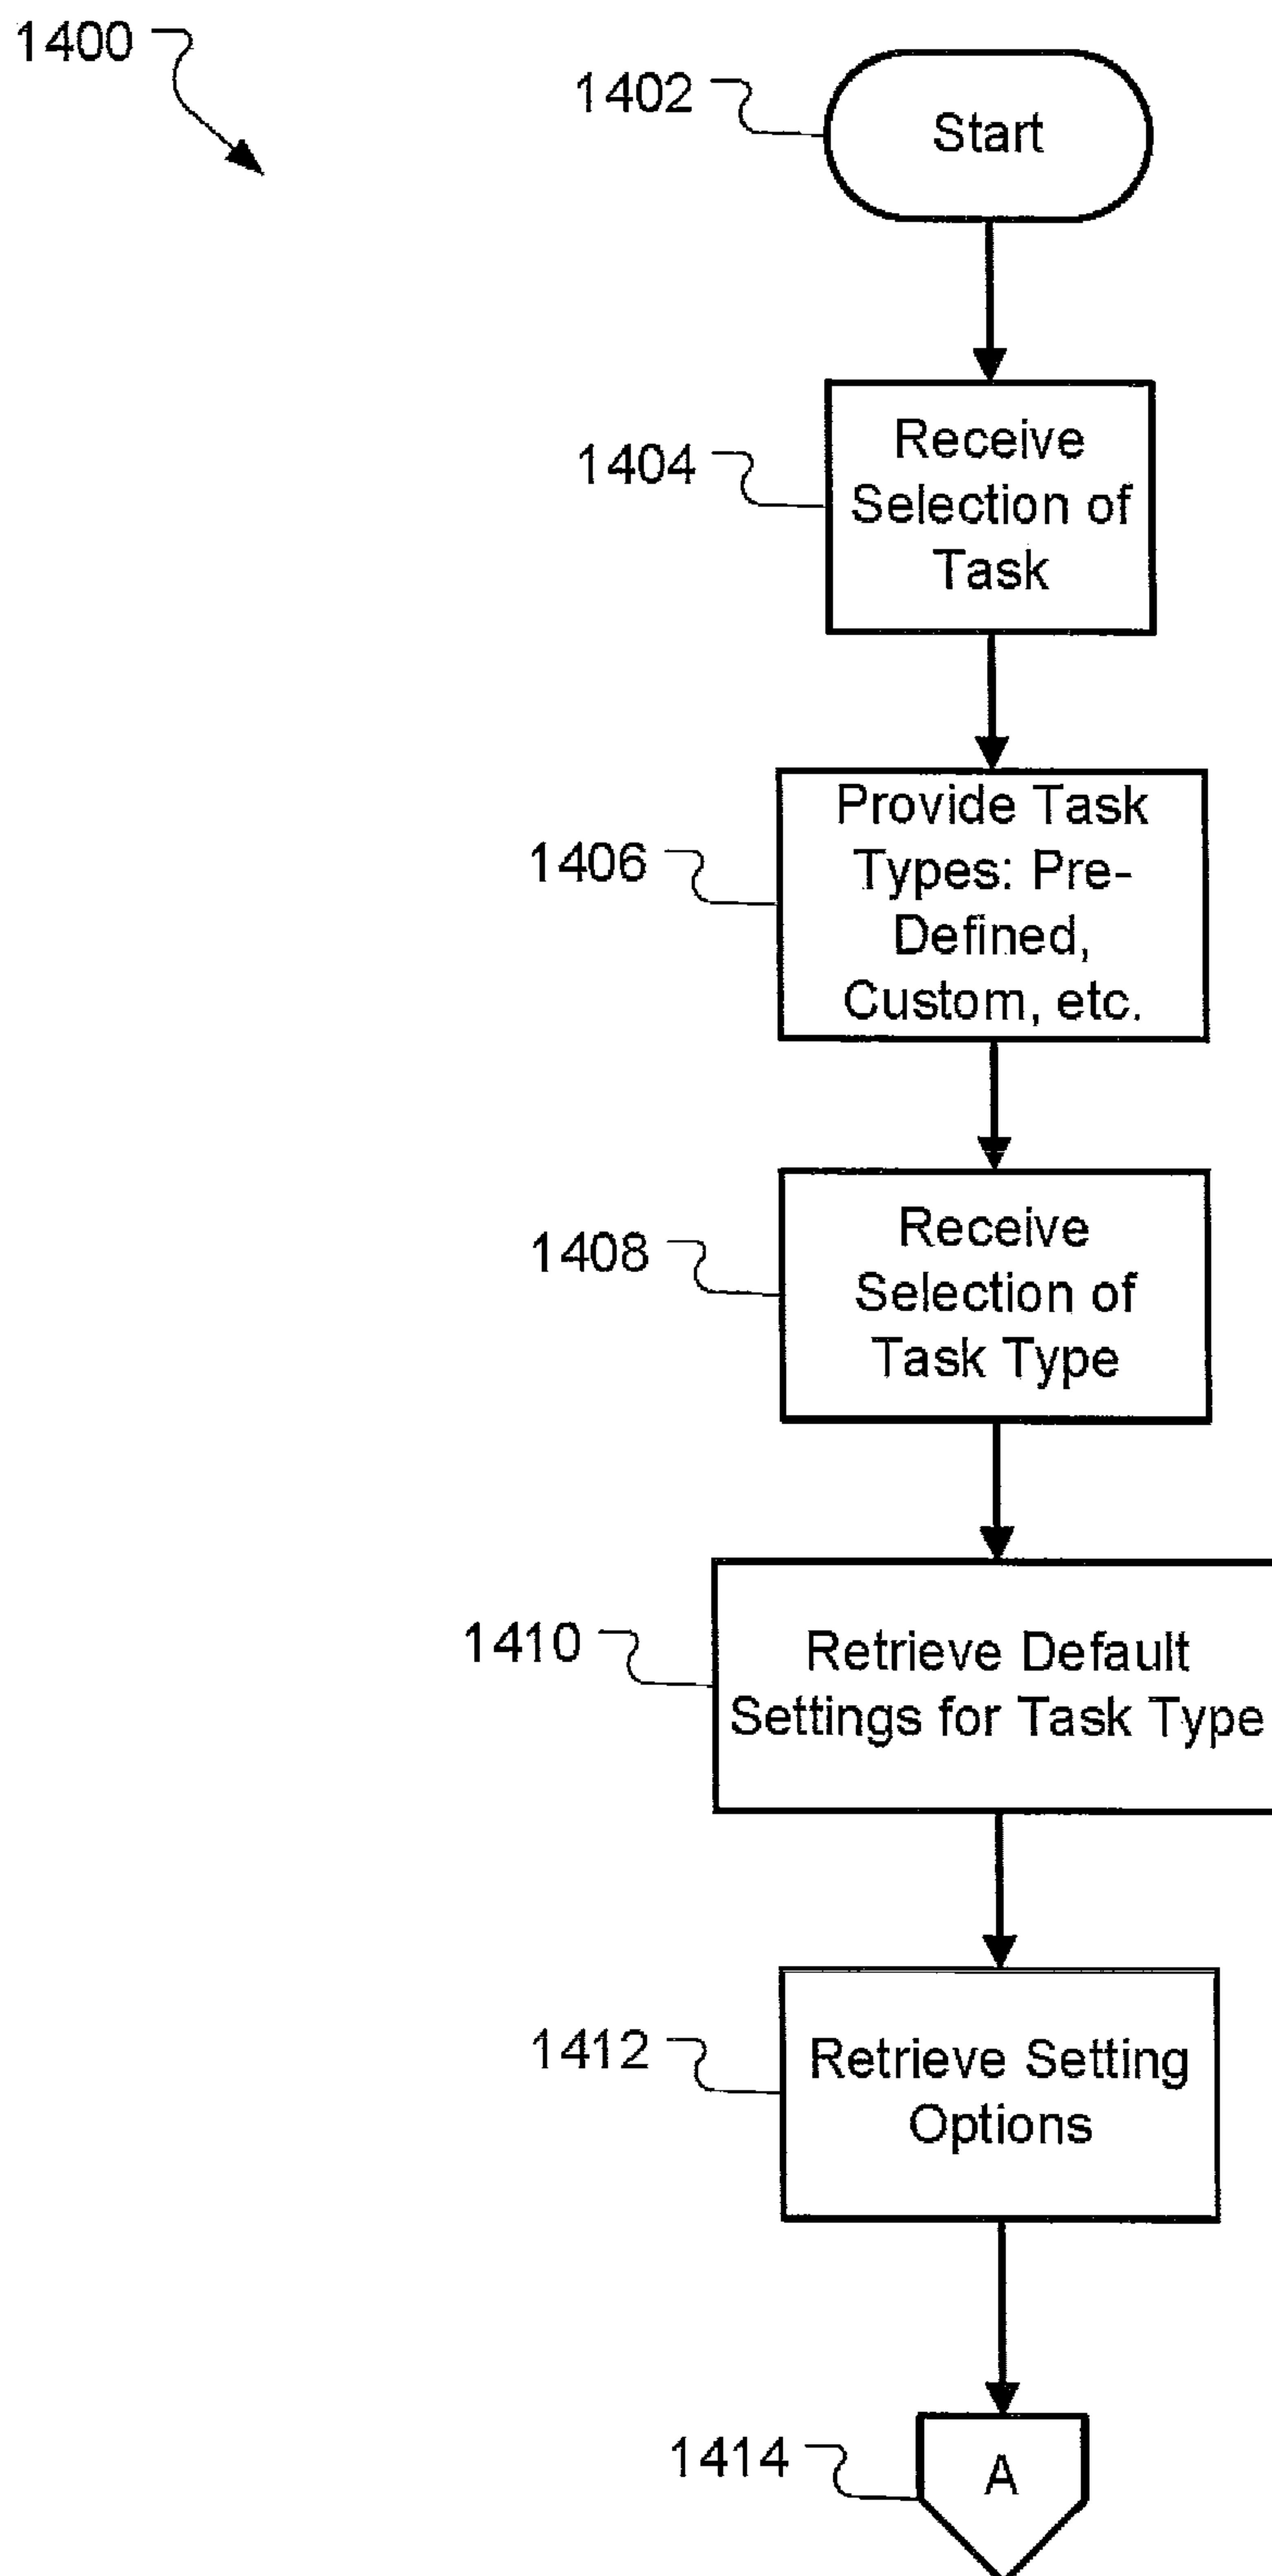 1400
1402
Start
1404
Receive
Selection of
Task
1406
Provide Task
Types: Pre-
Defined,
Custom, etc.
1408
Receive
Selection of
Task Type
1410
Retrieve Default
Settings for Task Type
1412
Retrieve Setting
Options
1414
A